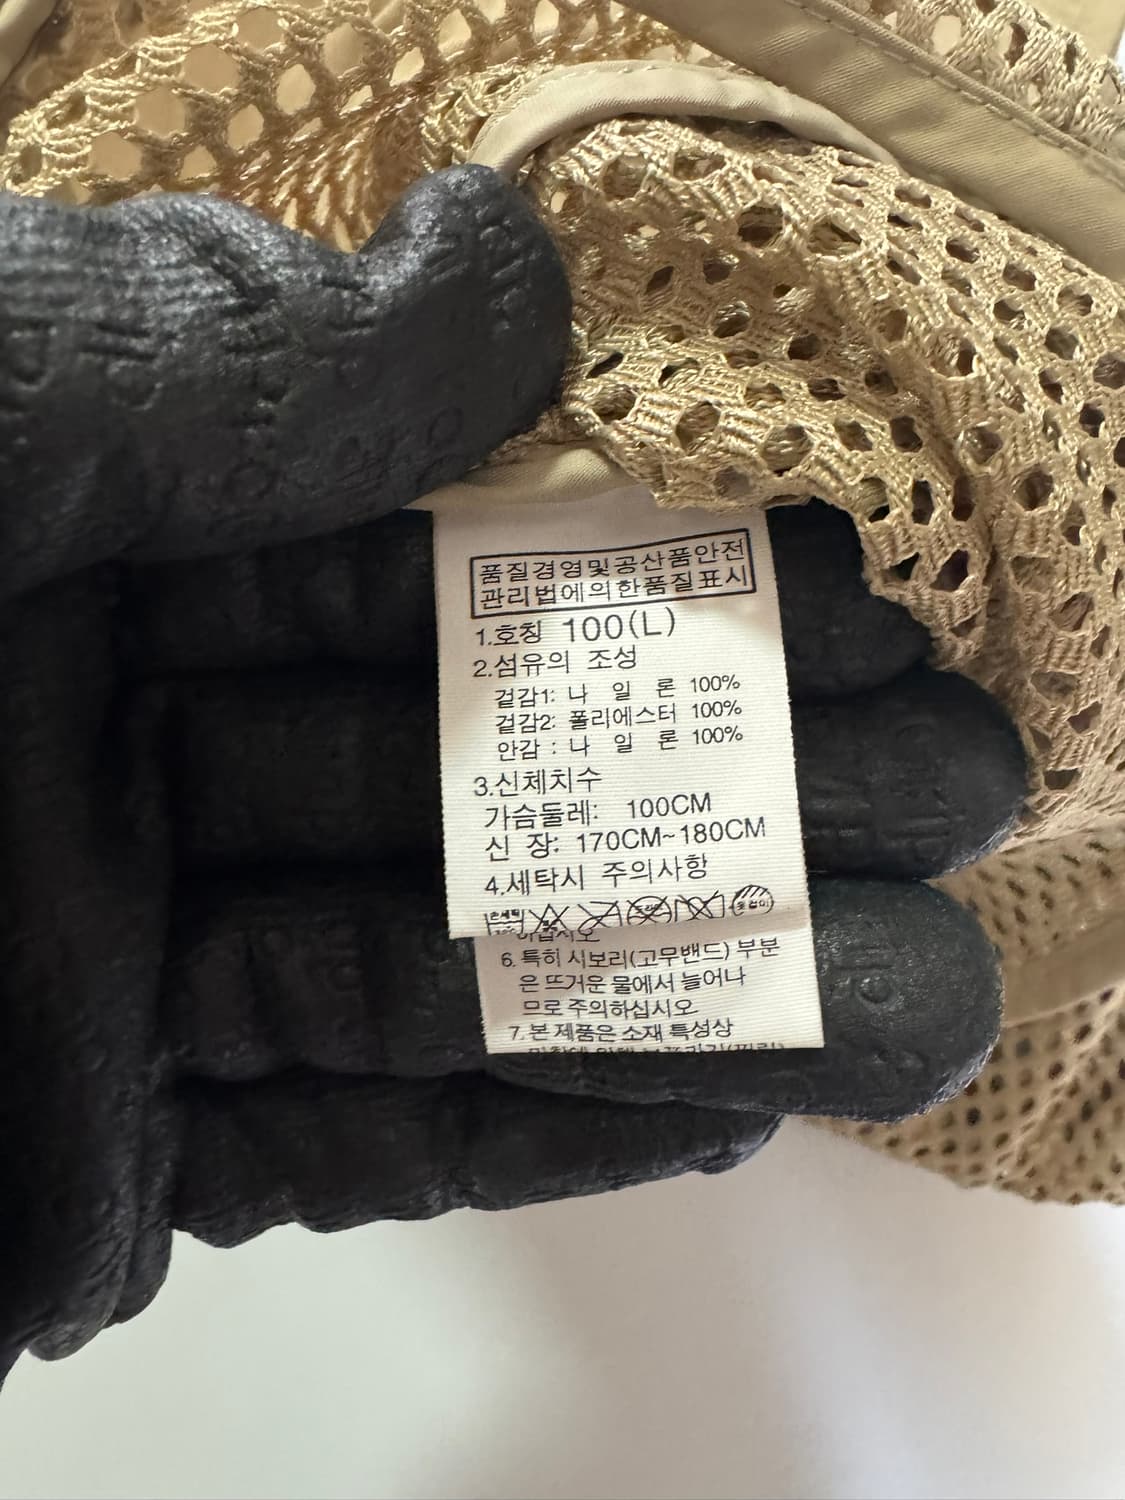 품질경영및공산품안전
관리법에의한품질표시
1.호칭 100(L)
2.섬유의 조성
겉감1: 나 일 론 100%
겉감2: 폴리에스터 100%
안감 : 나 일 론 100%
3.신체치수
가슴둘레: 100CM
신 장: 170CM~180CM
4.세탁시 주의사항
손세탁
옷걸이
6. 특히 시보리(고무밴드) 부분
은 뜨거운 물에서 늘어나
므로 주의하십시오
7. 본 제품은 소재 특성상